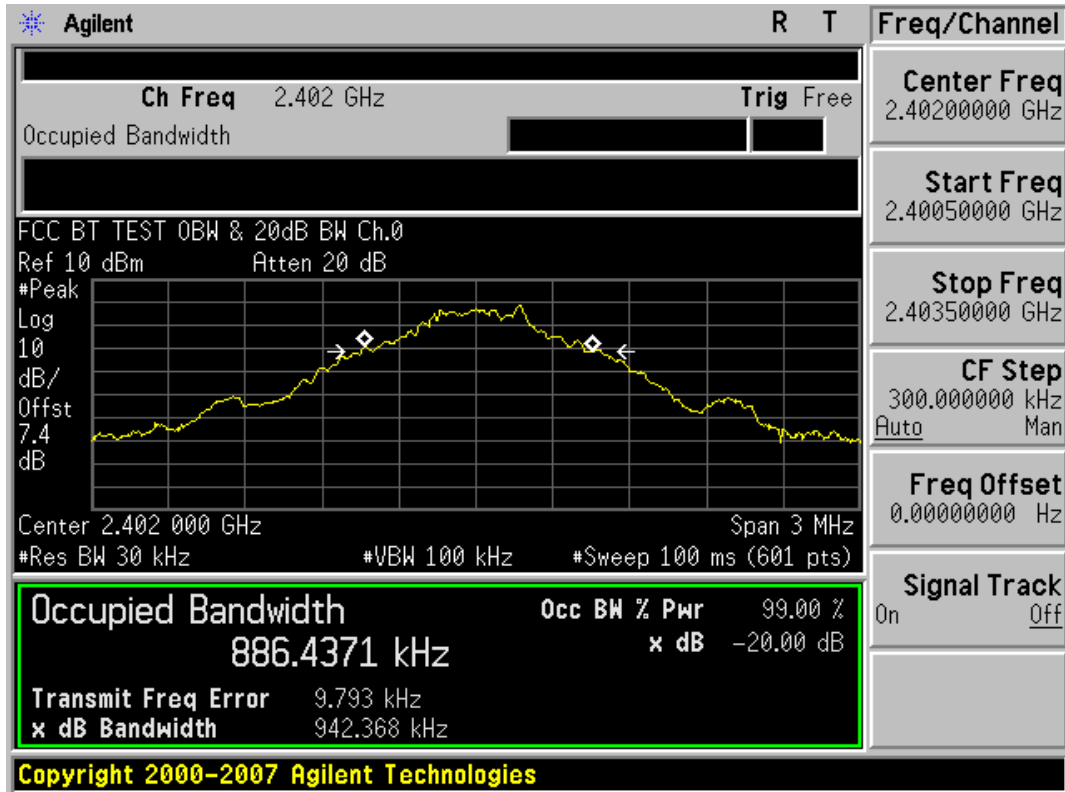 Agilent R T
Freq/Channel
Ch Freq 2.402 GHz Trig Free
Occupied Bandwidth
FCC BT TEST OBW & 20dB BW Ch.0
Ref 10 dBm Atten 20 dB
#Peak
Log
10
dB/
Offst
7.4
dB
Center 2.402 000 GHz Span 3 MHz
#Res BW 30 kHz #VBW 100 kHz #Sweep 100 ms (601 pts)
Occupied Bandwidth
886.4371 kHz
Occ BW % Pwr 99.00 %
x dB -20.00 dB
Transmit Freq Error 9.793 kHz
x dB Bandwidth 942.368 kHz
Center Freq
2.40200000 GHz
Start Freq
2.40050000 GHz
Stop Freq
2.40350000 GHz
CF Step
300.000000 kHz
Auto Man
Freq Offset
0.00000000 Hz
Signal Track
On Off
Copyright 2000-2007 Agilent Technologies